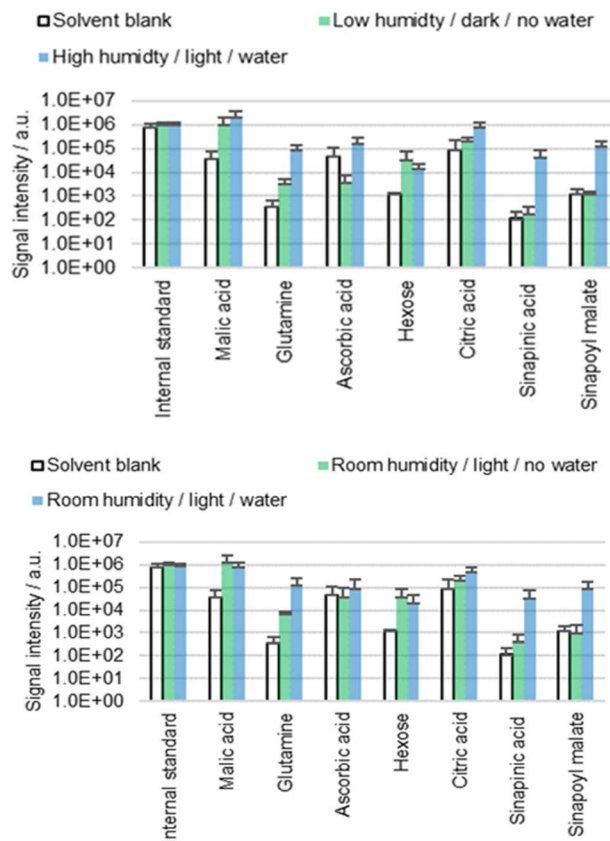 Solvent blank
Low humidity / dark / no water
High humidty / light / water
Signal intensity / a.u.
1.0E+07
1.0E+06
1.0E+05
1.0E+04
1.0E+03
1.0E+02
1.0E+01
1.0E+00
Internal standard
Malic acid
Glutamine
Ascorbic acid
Hexose
Citric acid
Sinapinic acid
Sinapoyl malate
Solvent blank
Room humidity / light / no water
Room humidity / light / water
Signal intensity / a.u.
1.0E+07
1.0E+06
1.0E+05
1.0E+04
1.0E+03
1.0E+02
1.0E+01
1.0E+00
Internal standard
Malic acid
Glutamine
Ascorbic acid
Hexose
Citric acid
Sinapinic acid
Sinapoyl malate